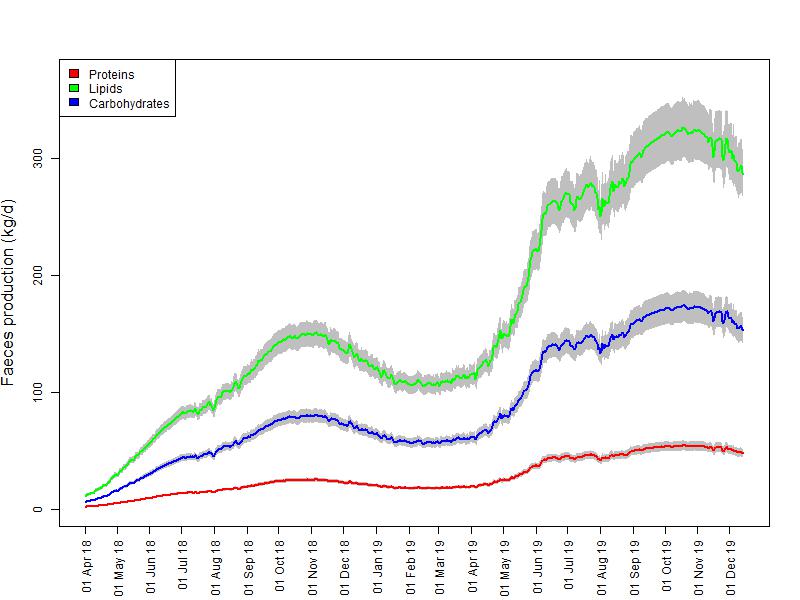 Proteins
Lipids
Carbohydrates
Faeces production (kg/d)
300
200
100
0
01 Apr 18
01 May 18
01 Jun 18
01 Jul 18
01 Aug 18
01 Sep 18
01 Oct 18
01 Nov 18
01 Dec 18
01 Jan 19
01 Feb 19
01 Mar 19
01 Apr 19
01 May 19
01 Jun 19
01 Jul 19
01 Aug 19
01 Sep 19
01 Oct 19
01 Nov 19
01 Dec 19